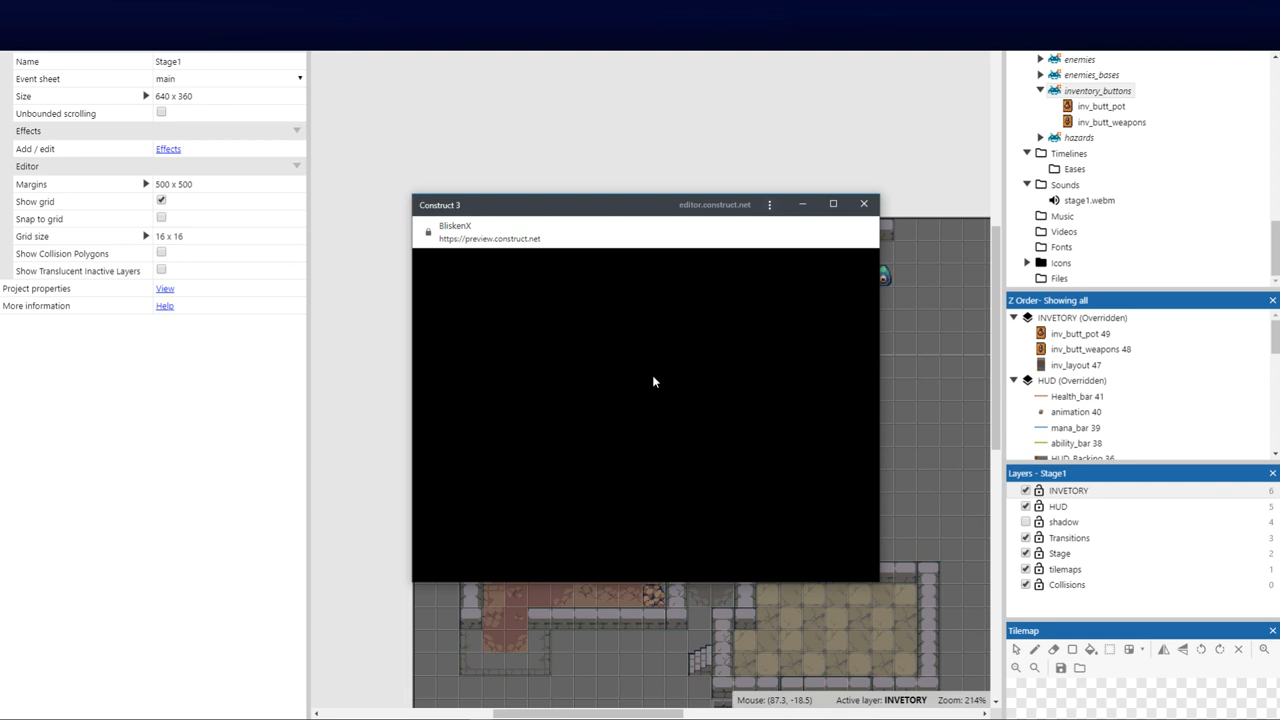 Name Stage1
Event sheet main
Size 640 x 360
Unbounded scrolling
Effects
Add / edit Effects
Editor
Margins 500 x 500
Show grid
Snap to grid
Grid size 16 x 16
Show Collision Polygons
Show Translucent Inactive Layers
Project properties View
More information Help
Construct 3 editor.construct.net
BliskenX
https://preview.construct.net
Mouse: (87.3, -18.5) Active layer: INVETORY Zoom: 214%
enemies
enemies_bases
inventory_buttons
inv_butt_pot
inv_butt_weapons
hazards
Timelines
Eases
Sounds
stage1.webm
Music
Videos
Fonts
Icons
Files
Z Order- Showing all
INVETORY (Overridden)
inv_butt_pot 49
inv_butt_weapons 48
inv_layout 47
HUD (Overridden)
Health_bar 41
animation 40
mana_bar 39
ability_bar 38
HUD_Backing 36
Layers - Stage1
INVETORY 6
HUD 5
shadow 4
Transitions 3
Stage 2
tilemaps 1
Collisions 0
Tilemap